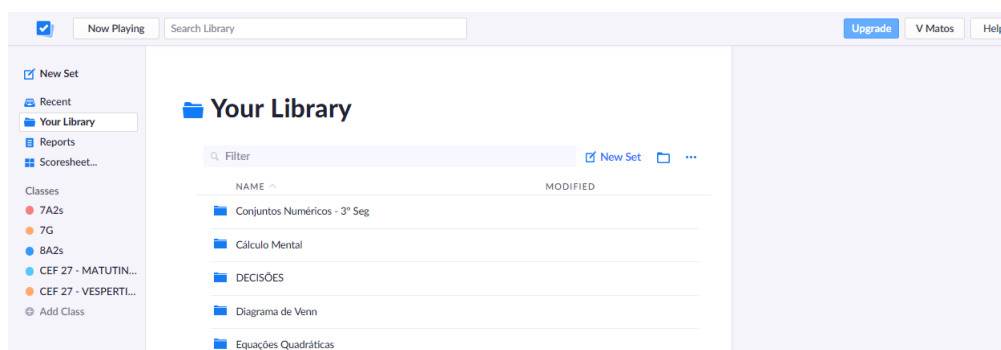 Now Playing
Search Library
Upgrade
V Matos
Help
New Set
Recent
Your Library
Reports
Scoresheet...
Classes
7A2s
7G
8A2s
CEF 27 - MATUTIN...
CEF 27 - VESPERTI...
Add Class
Your Library
Filter
New Set
NAME
MODIFIED
Conjuntos Numéricos - 3º Seg
Cálculo Mental
DECISÕES
Diagrama de Venn
Equações Quadráticas